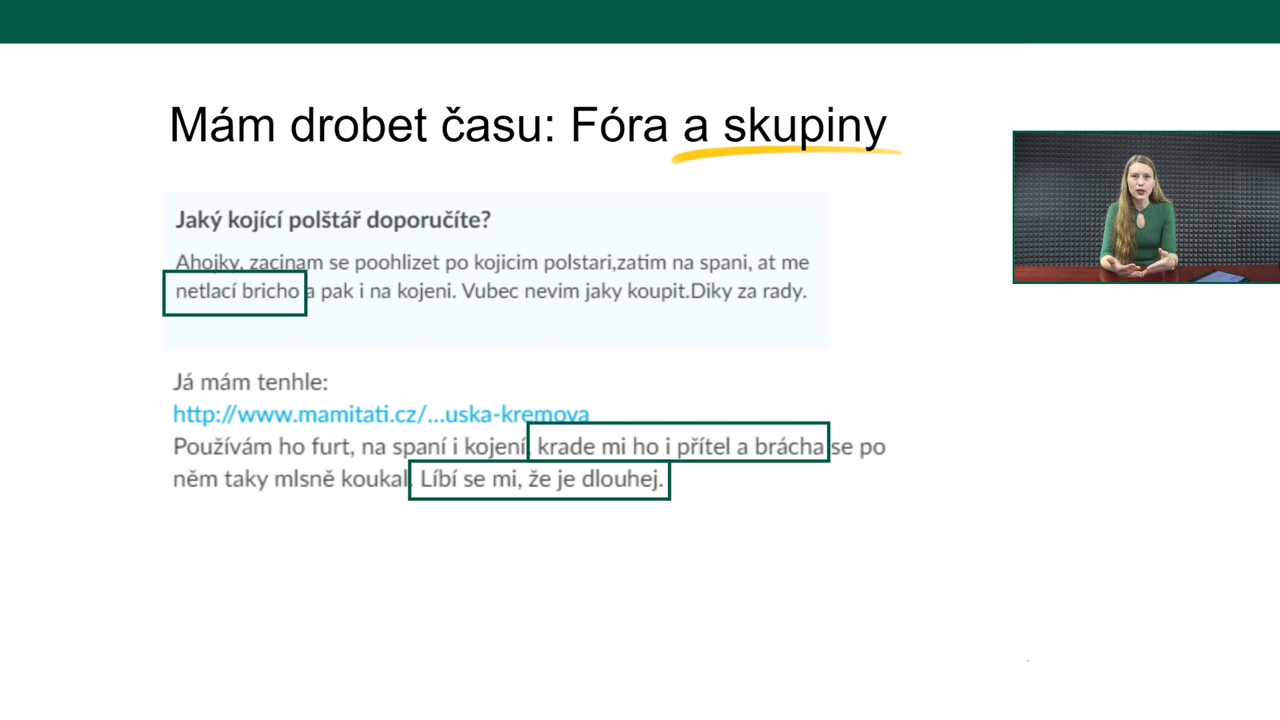 Mám drobet času: Fóra a skupiny
Jaký kojící polštář doporučíte?
Ahojky, zacinam se poohlizet po kojicim polstari,zatim na spani, at me
netlací bricho a pak i na kojeni. Vubec nevim jaky koupit.Diky za rady.
Já mám tenhle:
http://www.mamitati.cz/...uska-kremova
Používám ho furt, na spaní i kojení, krade mi ho i přítel a brácha se po
něm taky mlsně koukal. Líbí se mi, že je dlouhej.